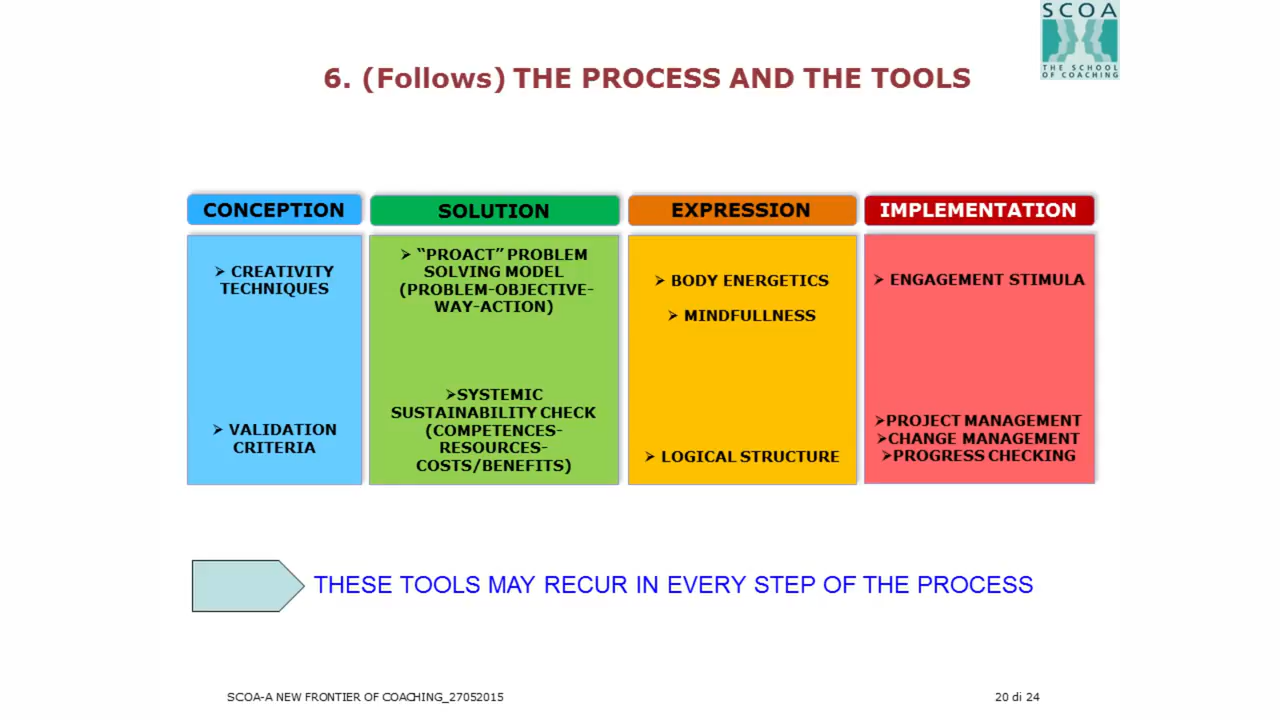 SCOA
THE SCHOOL
OF COACHING
6. (Follows) THE PROCESS AND THE TOOLS
CONCEPTION
➢ CREATIVITY
TECHNIQUES
➢ VALIDATION
CRITERIA
SOLUTION
➢ “PROACT” PROBLEM
SOLVING MODEL
(PROBLEM-OBJECTIVE-
WAY-ACTION)
➢SYSTEMIC
SUSTAINABILITY CHECK
(COMPETENCES-
RESOURCES-
COSTS/BENEFITS)
EXPRESSION
➢ BODY ENERGETICS
➢ MINDFULLNESS
➢ LOGICAL STRUCTURE
IMPLEMENTATION
➢ ENGAGEMENT STIMULA
➢PROJECT MANAGEMENT
➢CHANGE MANAGEMENT
➢PROGRESS CHECKING
THESE TOOLS MAY RECUR IN EVERY STEP OF THE PROCESS
SCOA-A NEW FRONTIER OF COACHING_27052015
20 di 24